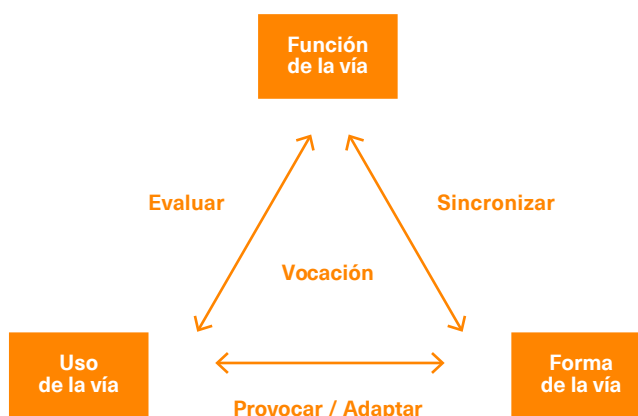 Función
de la vía
Evaluar
Sincronizar
Vocación
Uso
de la vía
Forma
de la vía
Provocar / Adaptar